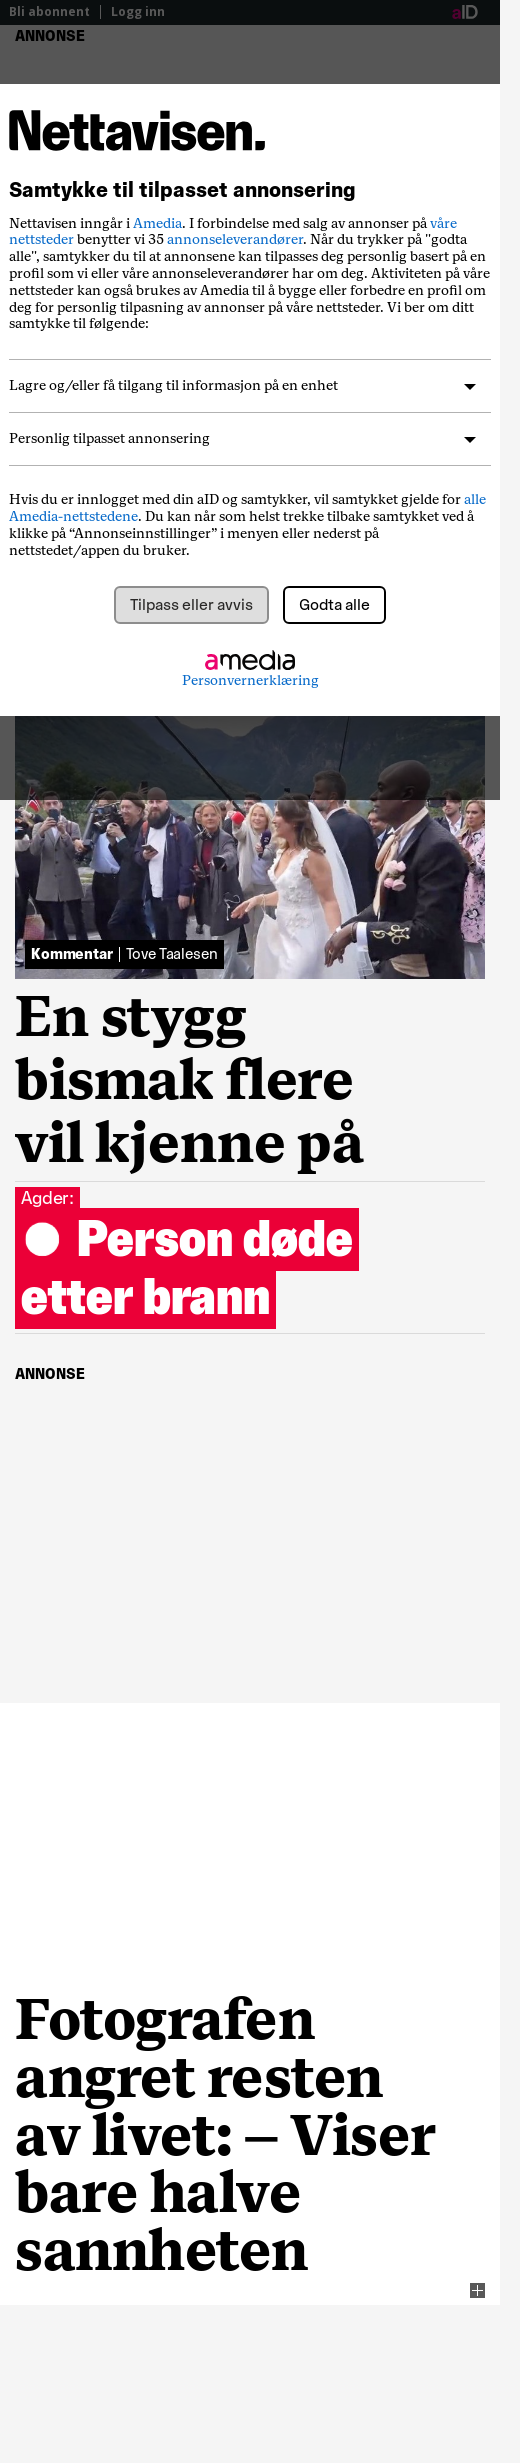 Bli abonnent | Logg inn
aID
ANNONSE
Nettavisen.
Samtykke til tilpasset annonsering
Nettavisen inngår i Amedia. I forbindelse med salg av annonser på våre
nettsteder benytter vi 35 annonseleverandører. Når du trykker på "godta
alle", samtykker du til at annonsene kan tilpasses deg personlig basert på en
profil som vi eller våre annonseleverandører har om deg. Aktiviteten på våre
nettsteder kan også brukes av Amedia til å bygge eller forbedre en profil om
deg for personlig tilpasning av annonser på våre nettsteder. Vi ber om ditt
samtykke til følgende:
Lagre og/eller få tilgang til informasjon på en enhet
Personlig tilpasset annonsering
Hvis du er innlogget med din aID og samtykker, vil samtykket gjelde for alle
Amedia-nettstedene. Du kan når som helst trekke tilbake samtykket ved å
klikke på “Annonseinnstillinger” i menyen eller nederst på
nettstedet/appen du bruker.
Tilpass eller avvis
Godta alle
amedia
Personvernerklæring
Kommentar | Tove Taalesen
En stygg
bismak flere
vil kjenne på
Agder:
● Person døde
etter brann
ANNONSE
Fotografen
angret resten
av livet: – Viser
bare halve
sannheten